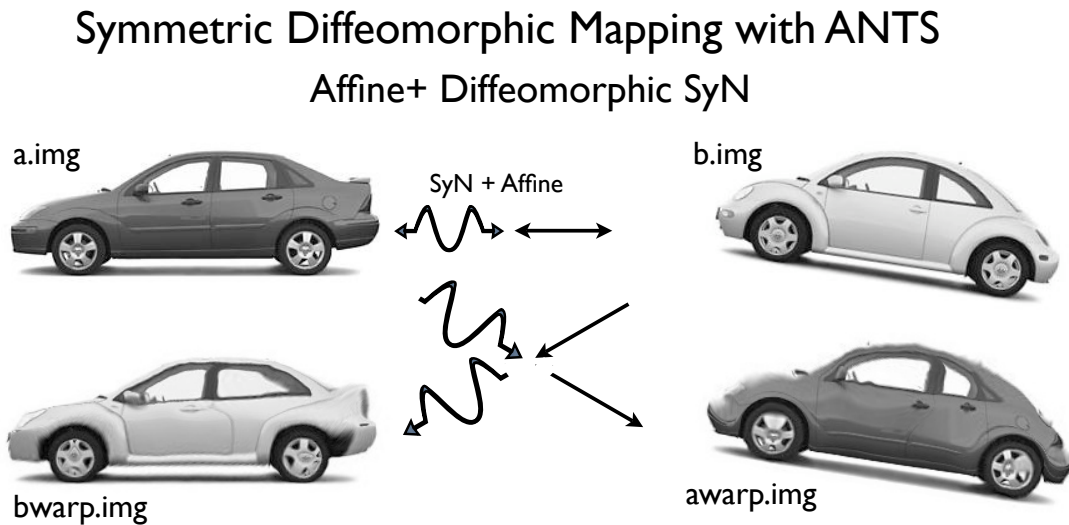 Symmetric Diffeomorphic Mapping with ANTS
Affine+ Diffeomorphic SyN
a.img
SyN + Affine
b.img
bwarp.img
awarp.img